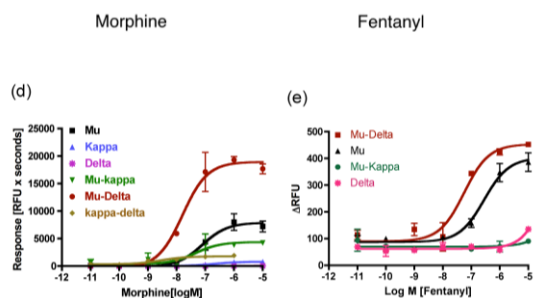 Morphine
Fentanyl
(d)
Response [RFU x seconds]
25000
20000
15000
10000
5000
0
-12 -11 -10 -9 -8 -7 -6 -5
Morphine[logM]
Mu
Kappa
Delta
Mu-kappa
Mu-Delta
kappa-delta
(e)
ΔRFU
500
400
300
200
100
0
-12 -11 -10 -9 -8 -7 -6 -5
Log M [Fentanyl]
Mu-Delta
Mu
Mu-Kappa
Delta